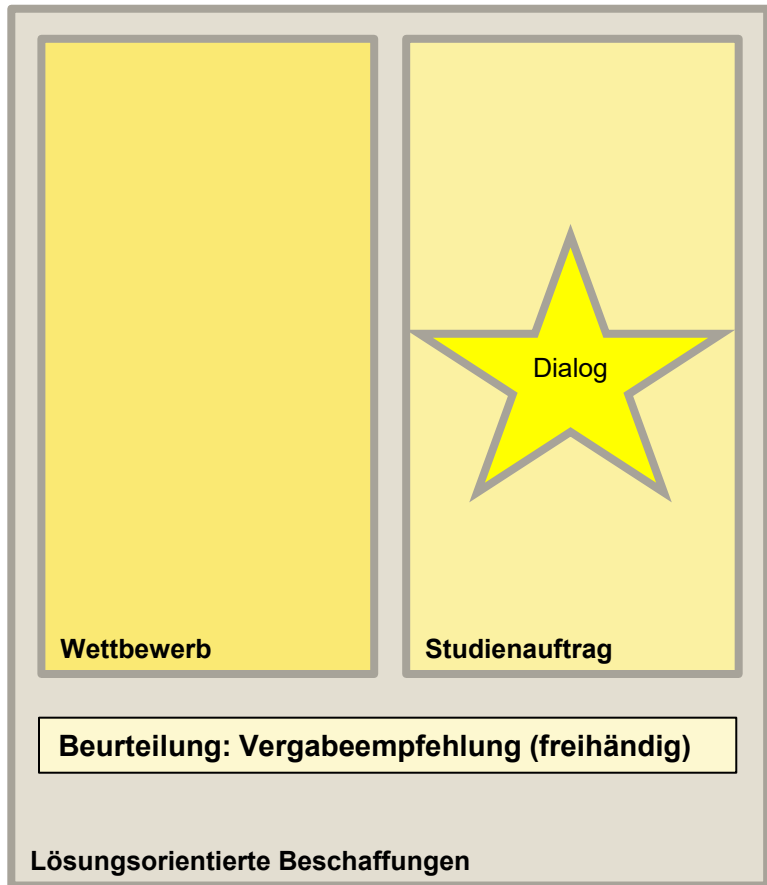 Dialog
Wettbewerb
Studienauftrag
Beurteilung: Vergabeempfehlung (freihändig)
Lösungsorientierte Beschaffungen